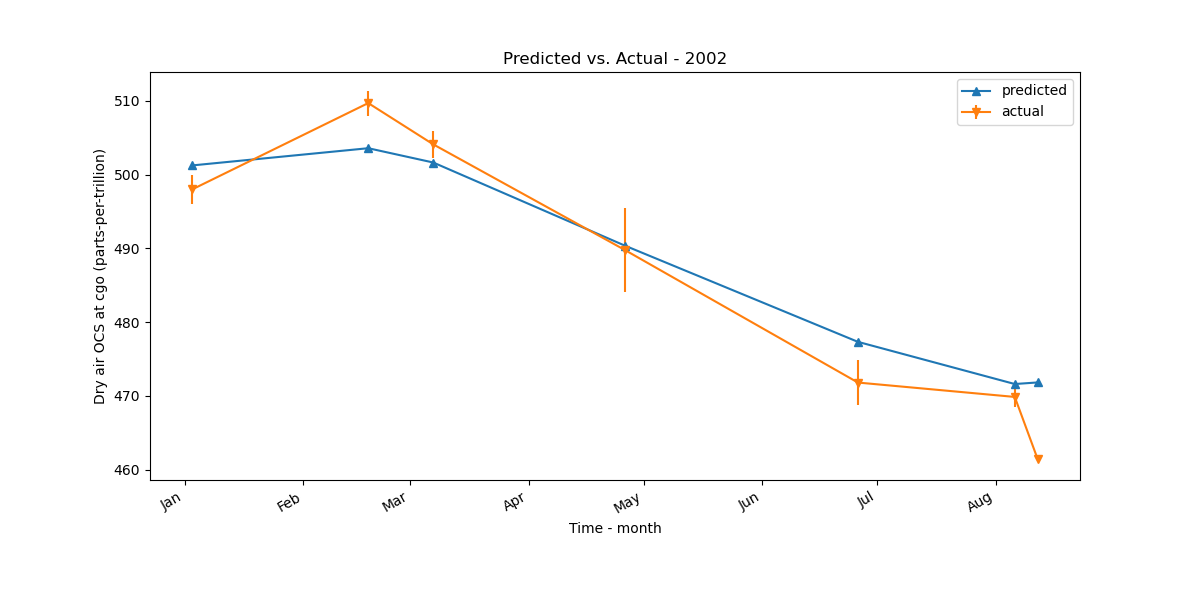 Predicted vs. Actual - 2002
predicted
actual
Dry air OCS at cgo (parts-per-trillion)
510
500
490
480
470
460
Jan
Feb
Mar
Apr
May
Jun
Jul
Aug
Time - month